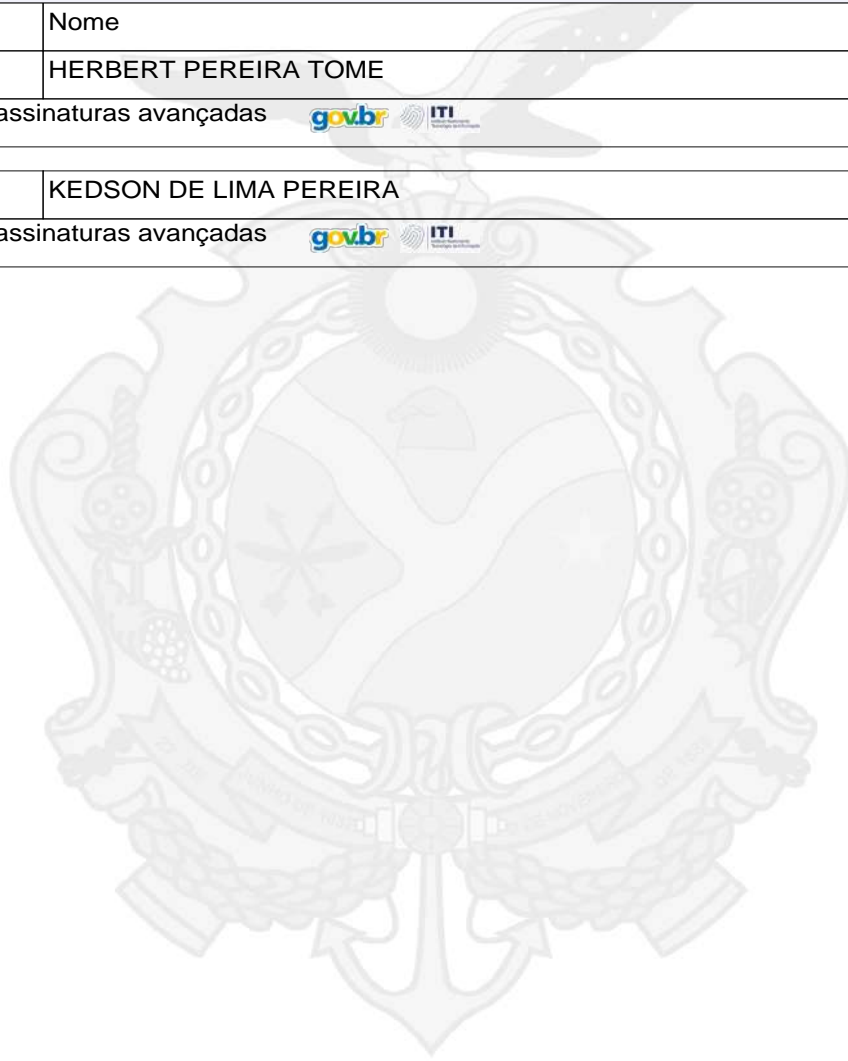 Nome
HERBERT PEREIRA TOME
assinaturas avançadas gov.br ITI
KEDSON DE LIMA PEREIRA
assinaturas avançadas gov.br ITI